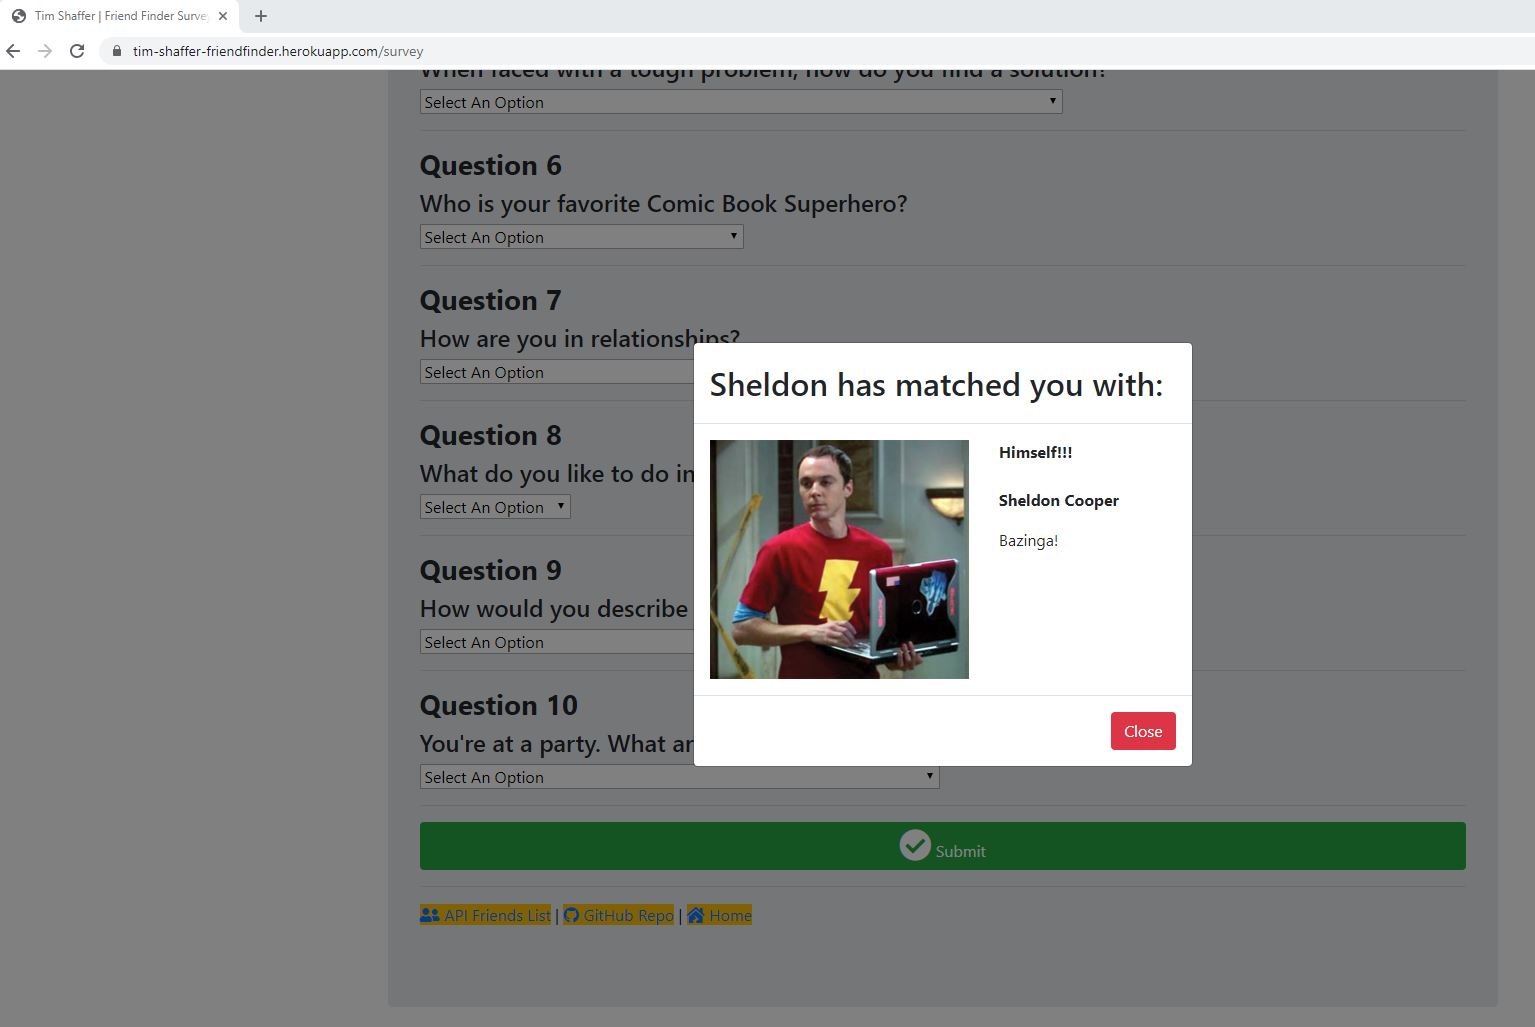 Tim Shaffer | Friend Finder Surve
tim-shaffer-friendfinder.herokuapp.com/survey
When faced with a tough problem, how do you find a solution?
Select An Option
Question 6
Who is your favorite Comic Book Superhero?
Select An Option
Question 7
How are you in relationships?
Select An Option
Sheldon has matched you with:
Himself!!!
Sheldon Cooper
Bazinga!
Close
Question 8
What do you like to do in
Select An Option
Question 9
How would you describe
Select An Option
Question 10
You're at a party. What ar
Select An Option
Submit
API Friends List | GitHub Repo | Home